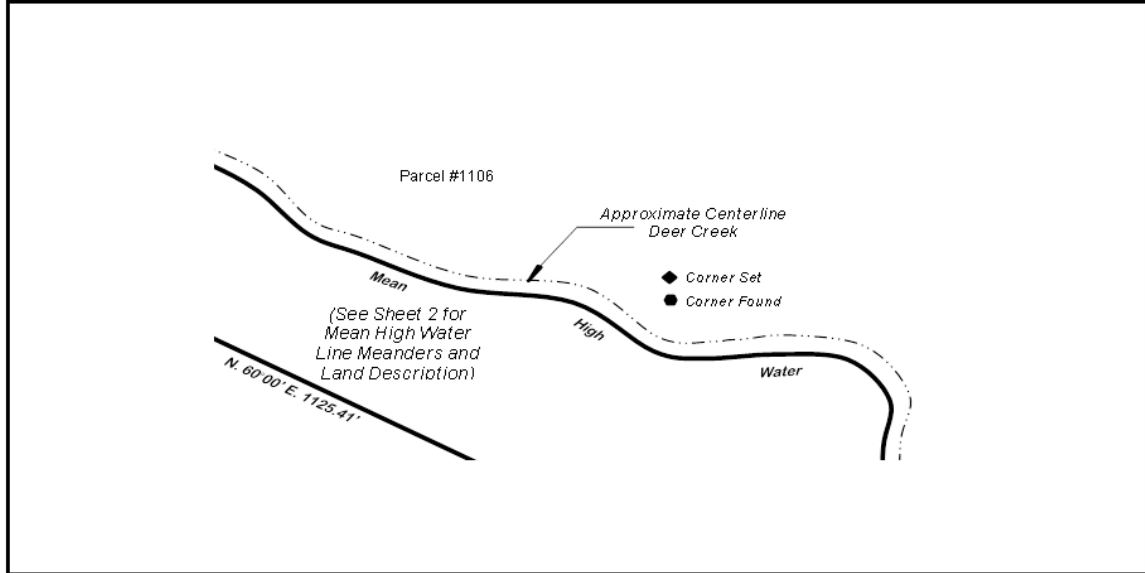 Parcel #1106
Approximate Centerline
Deer Creek
Corner Set
Corner Found
Mean
High
Water
(See Sheet 2 for
Mean High Water
Line Meanders and
Land Description)
N. 60°00' E. 1125.41'